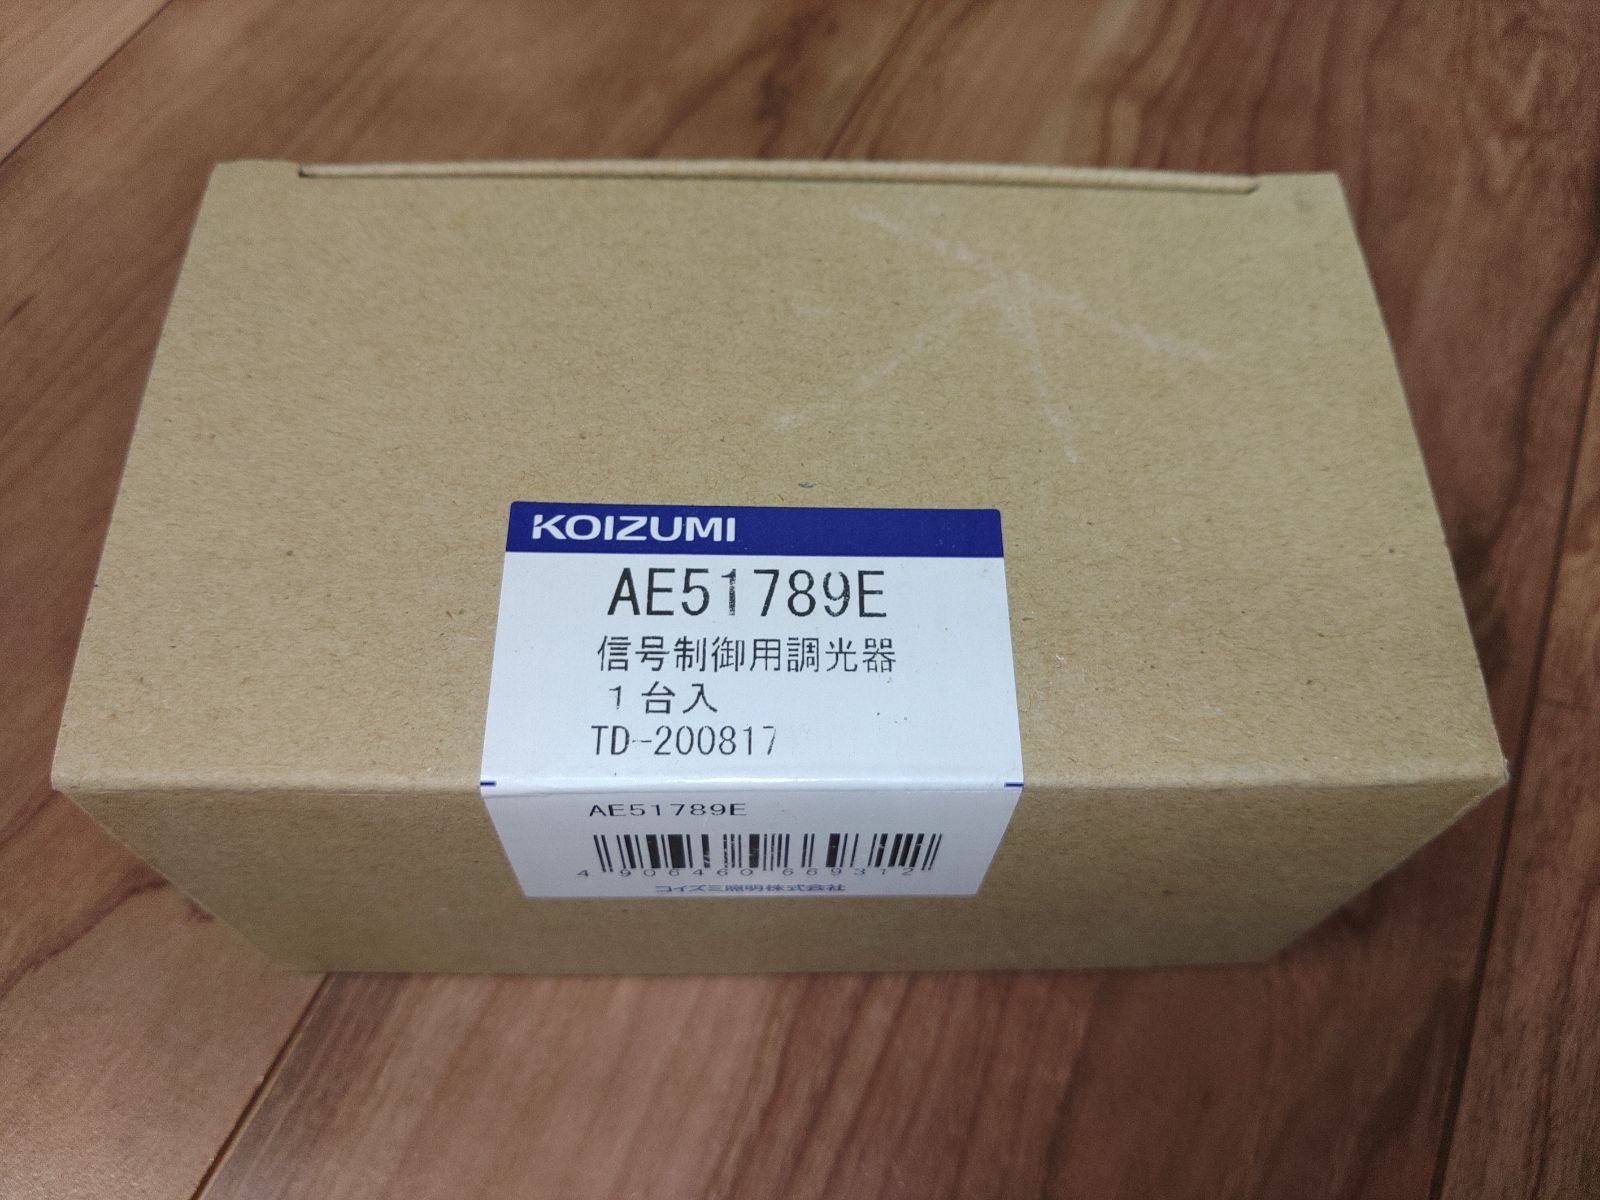 KOIZUMI
AE51789E
信号制御用調光器
1台入
TD-200817
AE51789E
4 906460 669312
コイズミ照明株式会社